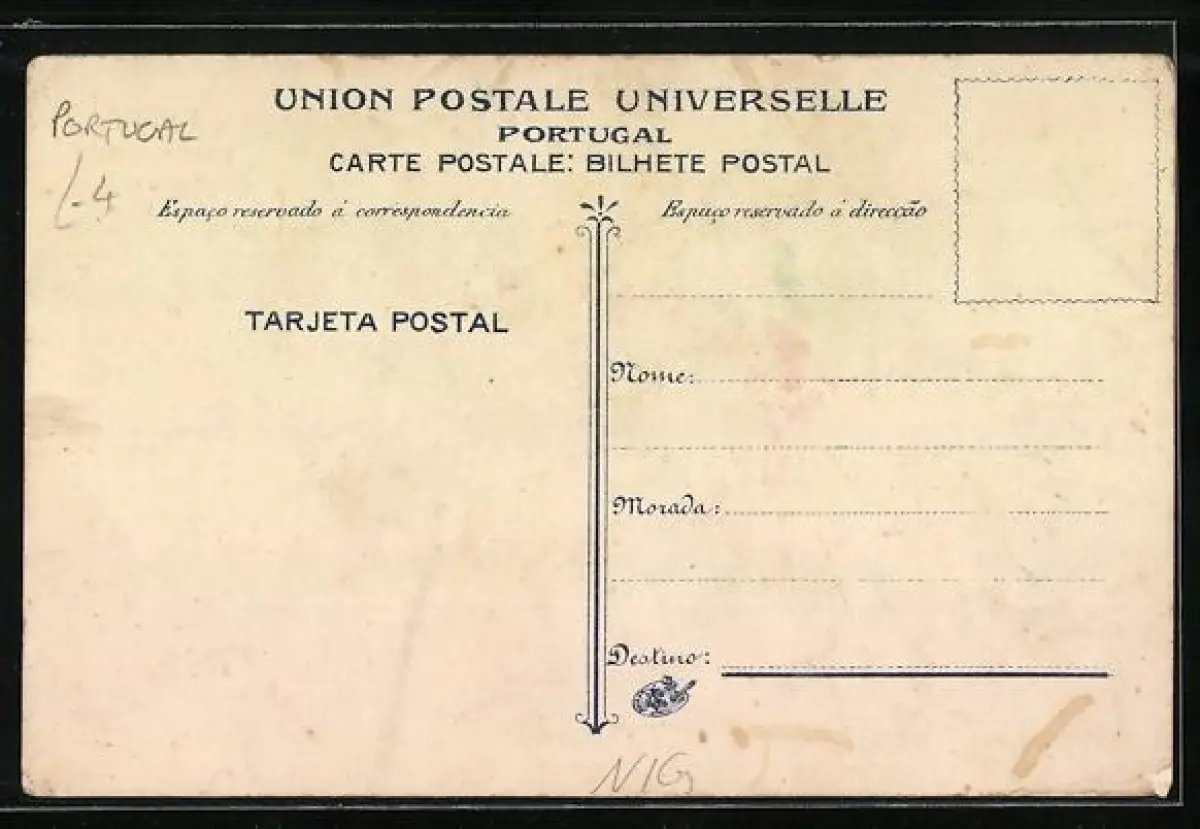 UNION POSTALE UNIVERSELLE
PORTUGAL
CARTE POSTALE: BILHETE POSTAL
PORTUGAL
L-4
Espaço reservado á correspondencia
Espaço reservado á direcção
TARJETA POSTAL
Nome:
Morada:
Destino:
NIG